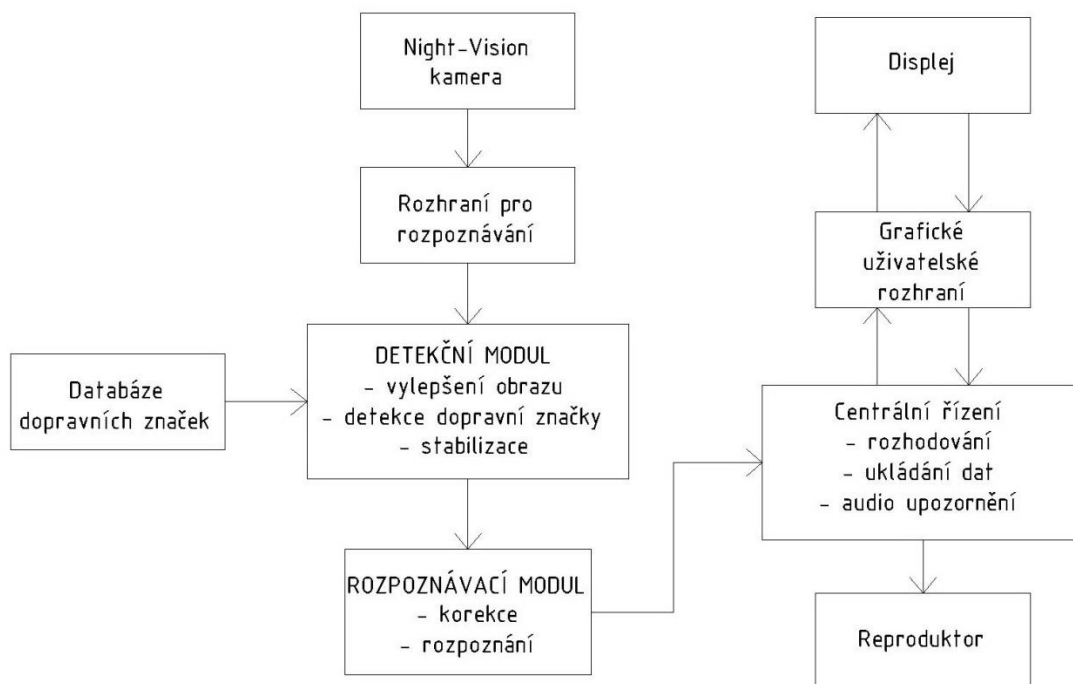 Night-Vision
kamera
Rozhraní pro
rozpoznávání
Databáze
dopravních značek
DETEKČNÍ MODUL
- vylepšení obrazu
- detekce dopravní značky
- stabilizace
ROZPOZNÁVACÍ MODUL
- korekce
- rozpoznání
Displej
Grafické
uživatelské
rozhraní
Centrální řízení
- rozhodování
- ukládání dat
- audio upozornění
Reproduktor